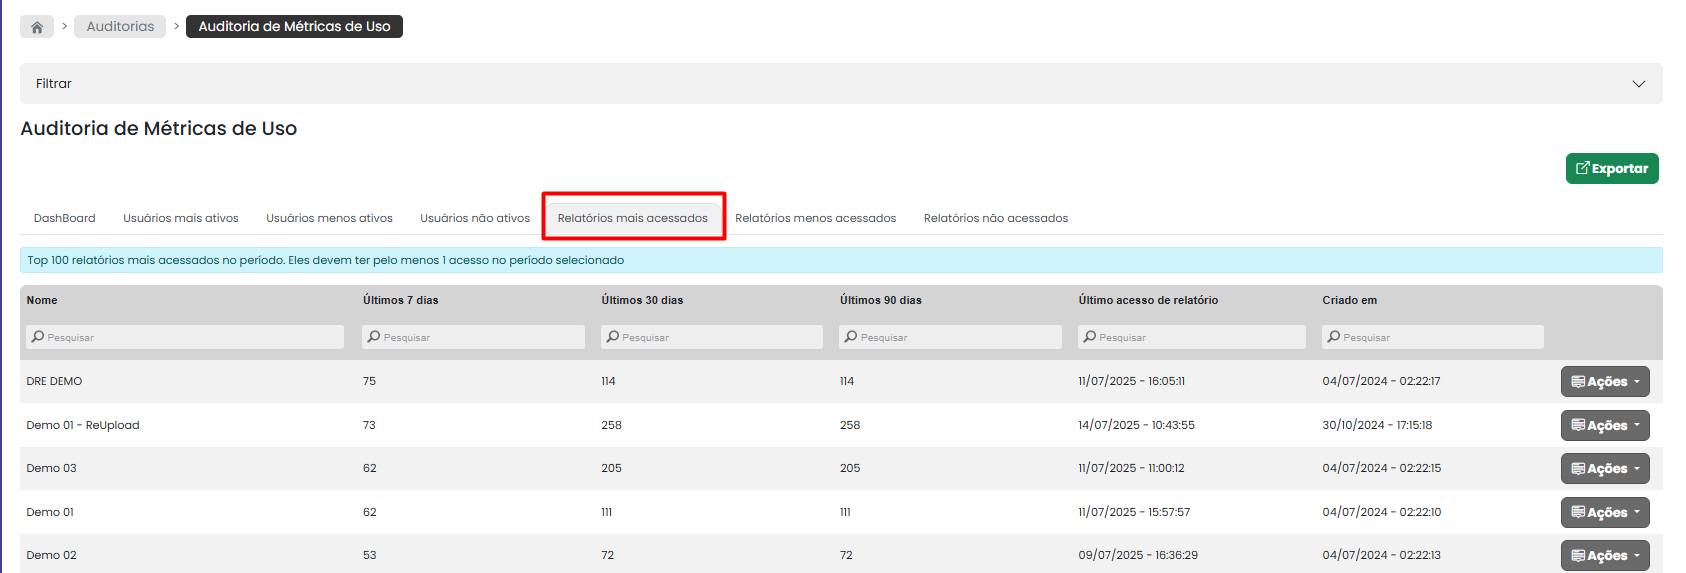 > Auditorias > Auditoria de Métricas de Uso
Filtrar
Auditoria de Métricas de Uso
Exportar
DashBoard Usuários mais ativos Usuários menos ativos Usuários não ativos Relatórios mais acessados Relatórios menos acessados Relatórios não acessados
Top 100 relatórios mais acessados no período. Eles devem ter pelo menos 1 acesso no período selecionado
Nome Últimos 7 dias Últimos 30 dias Últimos 90 dias Último acesso de relatório Criado em
Pesquisar Pesquisar Pesquisar Pesquisar Pesquisar Pesquisar
DRE DEMO 75 114 114 11/07/2025 - 16:05:11 04/07/2024 - 02:22:17 Ações
Demo 01 - ReUpload 73 258 258 14/07/2025 - 10:43:55 30/10/2024 - 17:15:18 Ações
Demo 03 62 205 205 11/07/2025 - 11:00:12 04/07/2024 - 02:22:15 Ações
Demo 01 62 111 111 11/07/2025 - 15:57:57 04/07/2024 - 02:22:10 Ações
Demo 02 53 72 72 09/07/2025 - 16:36:29 04/07/2024 - 02:22:13 Ações